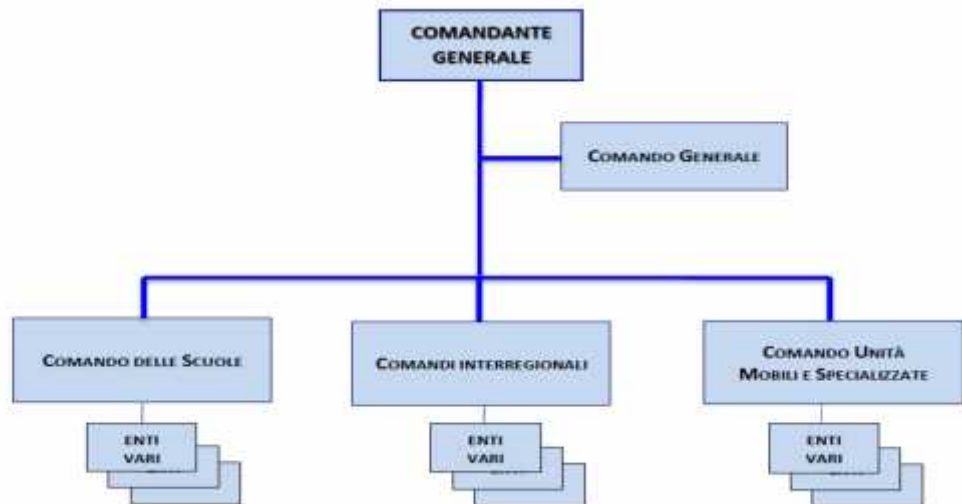 COMANDANTE
GENERALE
COMANDO GENERALE
COMANDO DELLE SCUOLE
COMANDI INTERREGIONALI
COMANDO UNITÀ
MOBILI E SPECIALIZZATE
ENTI
VARI
ENTI
VARI
ENTI
VARI